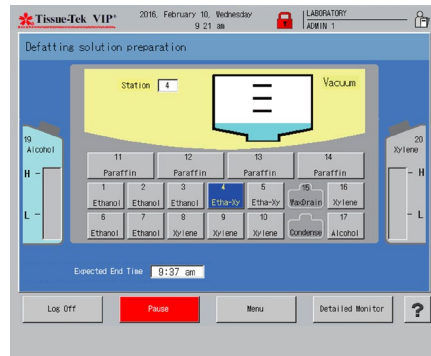 Tissue-Tek VIP® 2016, February 10, Wednesday LABORATORY
9 21 am ADMIN 1
Defatting solution preparation
Station 4 Vacuum
19 20
Alcohol Xylene
11 12 13 14
Paraffin Paraffin Paraffin Paraffin
H H
1 2 3 4 5 15 16
Ethanol Ethanol Ethanol Etha-Xy Etha-Xy WaxDrain Xylene
L L
6 7 8 9 10 17
Ethanol Ethanol Xylene Xylene Xylene Condense Alcohol
Expected End Time 9:37 am
Log Off Pause Menu Detailed Monitor ?